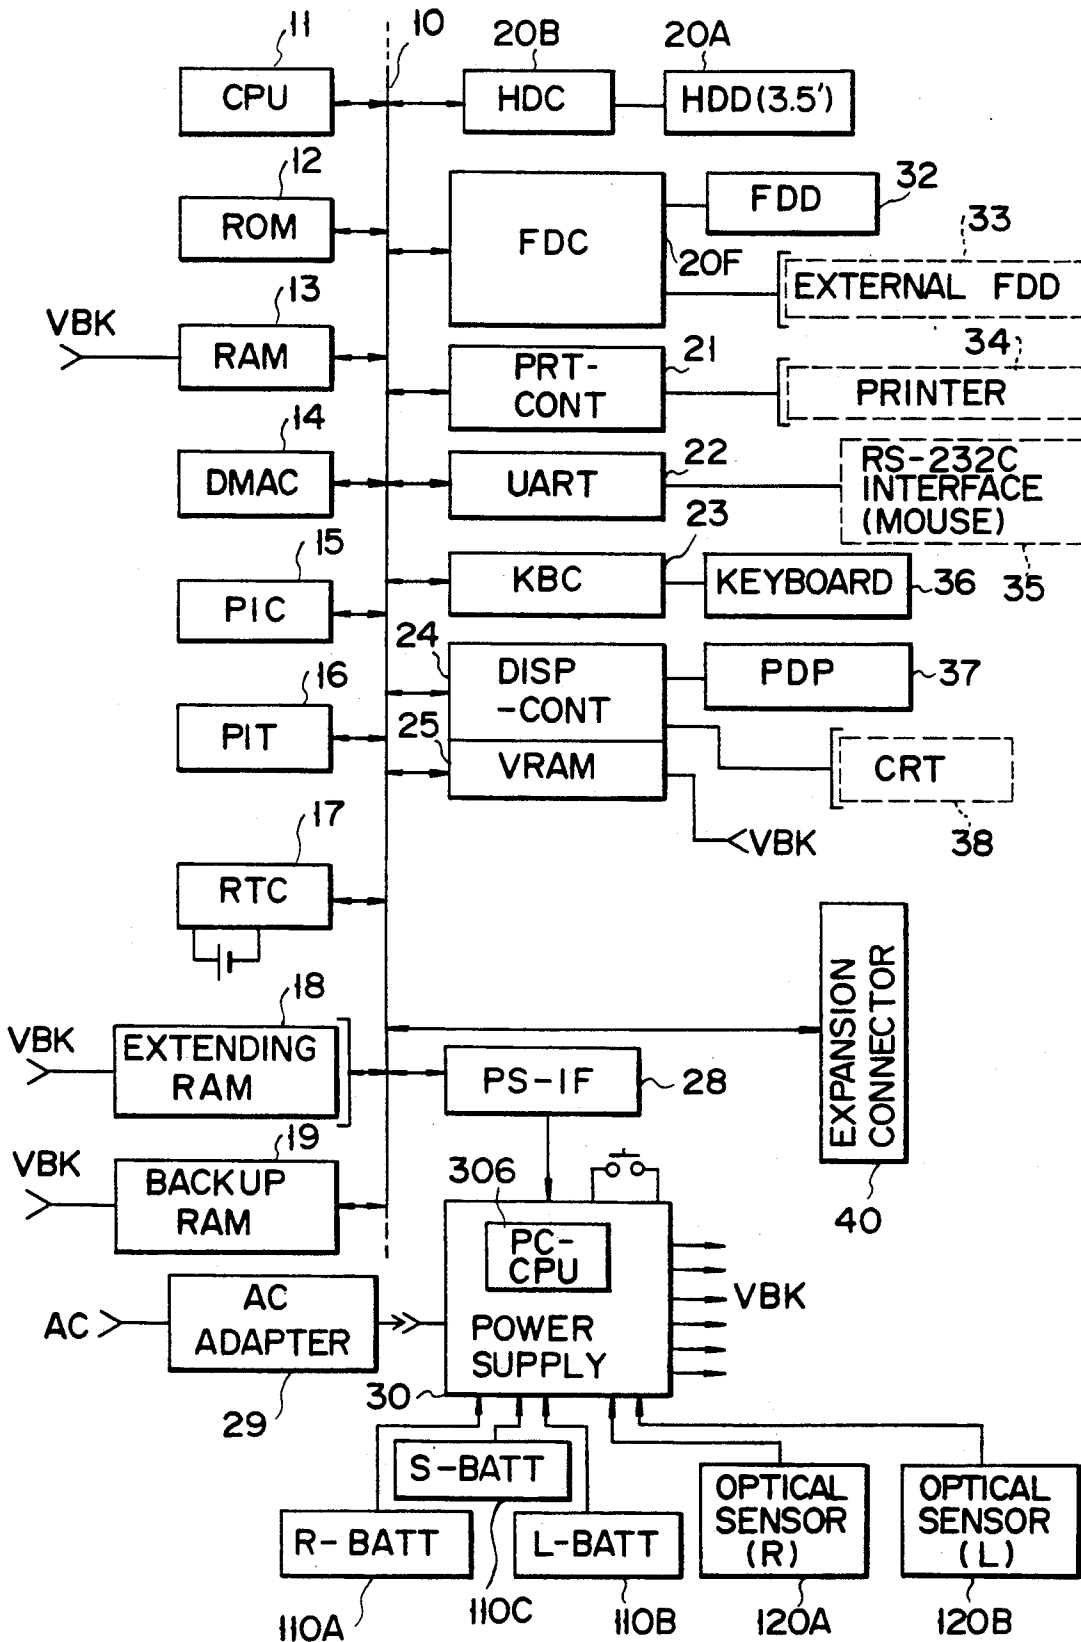 11
10
20B
20A
CPU
HDC
HDD(3.5')
12
ROM
FDC
FDD
32
20F
33
EXTERNAL FDD
13
VBK
RAM
21
PRT-
CONT
34
PRINTER
14
DMAC
22
UART
RS-232C
INTERFACE
(MOUSE)
35
15
PIC
23
KBC
KEYBOARD
36
24
DISP
-CONT
PDP
37
16
PIT
25
VRAM
CRT
38
VBK
17
RTC
18
VBK
EXTENDING
RAM
PS-IF
28
EXPANSION
CONNECTOR
40
19
VBK
BACKUP
RAM
306
PC-
CPU
VBK
AC
AC
ADAPTER
29
POWER
SUPPLY
30
S-BATT
R-BATT
L-BATT
OPTICAL
SENSOR
(R)
OPTICAL
SENSOR
(L)
110A
110C
110B
120A
120B